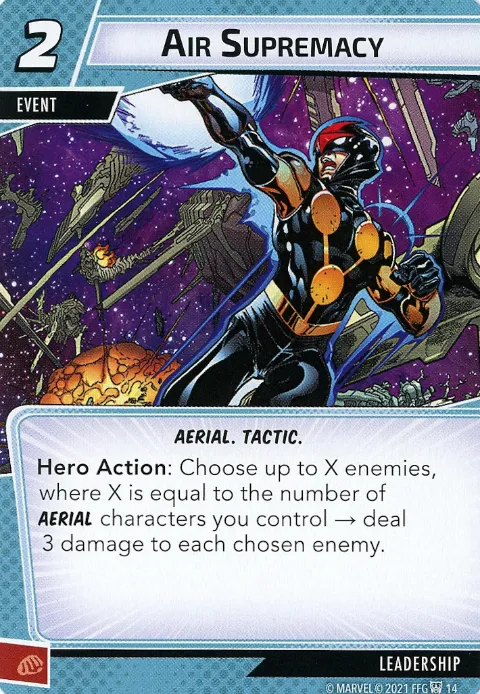 2
AIR SUPREMACY
EVENT
AERIAL. TACTIC.
Hero Action: Choose up to X enemies,
where X is equal to the number of
AERIAL characters you control → deal
3 damage to each chosen enemy.
LEADERSHIP
© MARVEL © 2021 FFG 14